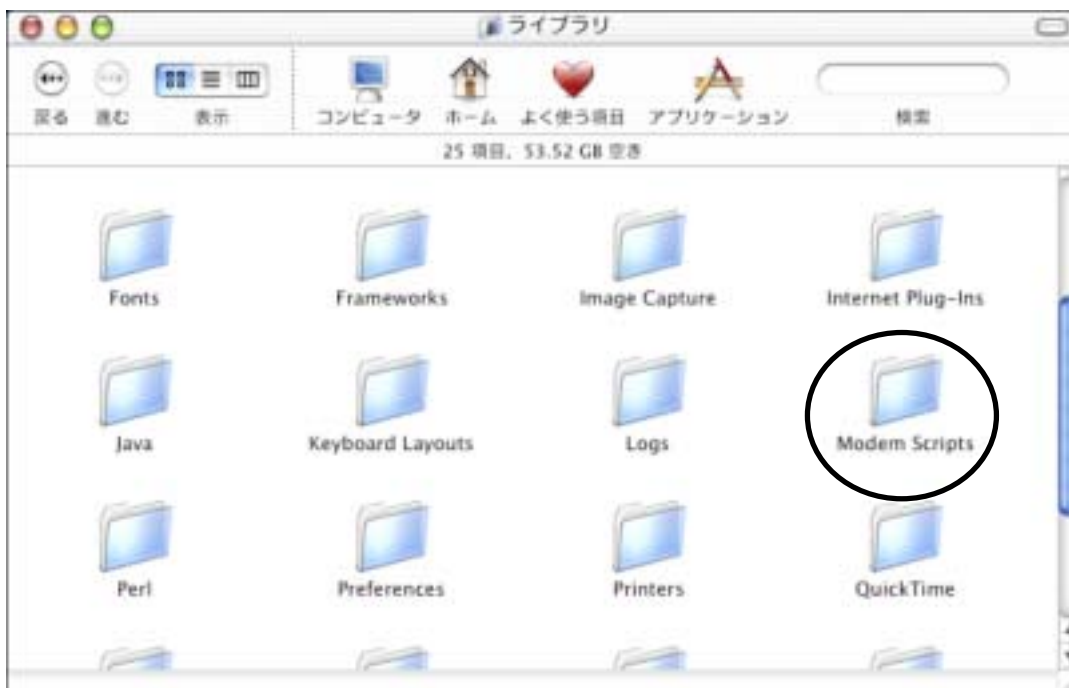 ライブラリ
戻る 進む 表示 コンピュータ ホーム よく使う項目 アプリケーション 検索
25 項目、53.52 GB 空き
Fonts Frameworks Image Capture Internet Plug-Ins
Java Keyboard Layouts Logs Modem Scripts
Perl Preferences Printers QuickTime